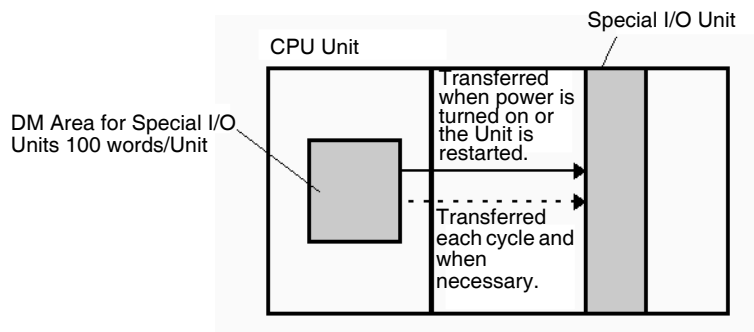 Special I/O Unit
CPU Unit
Transferred
when power is
turned on or
the Unit is
restarted.
DM Area for Special I/O
Units 100 words/Unit
Transferred
each cycle and
when
necessary.